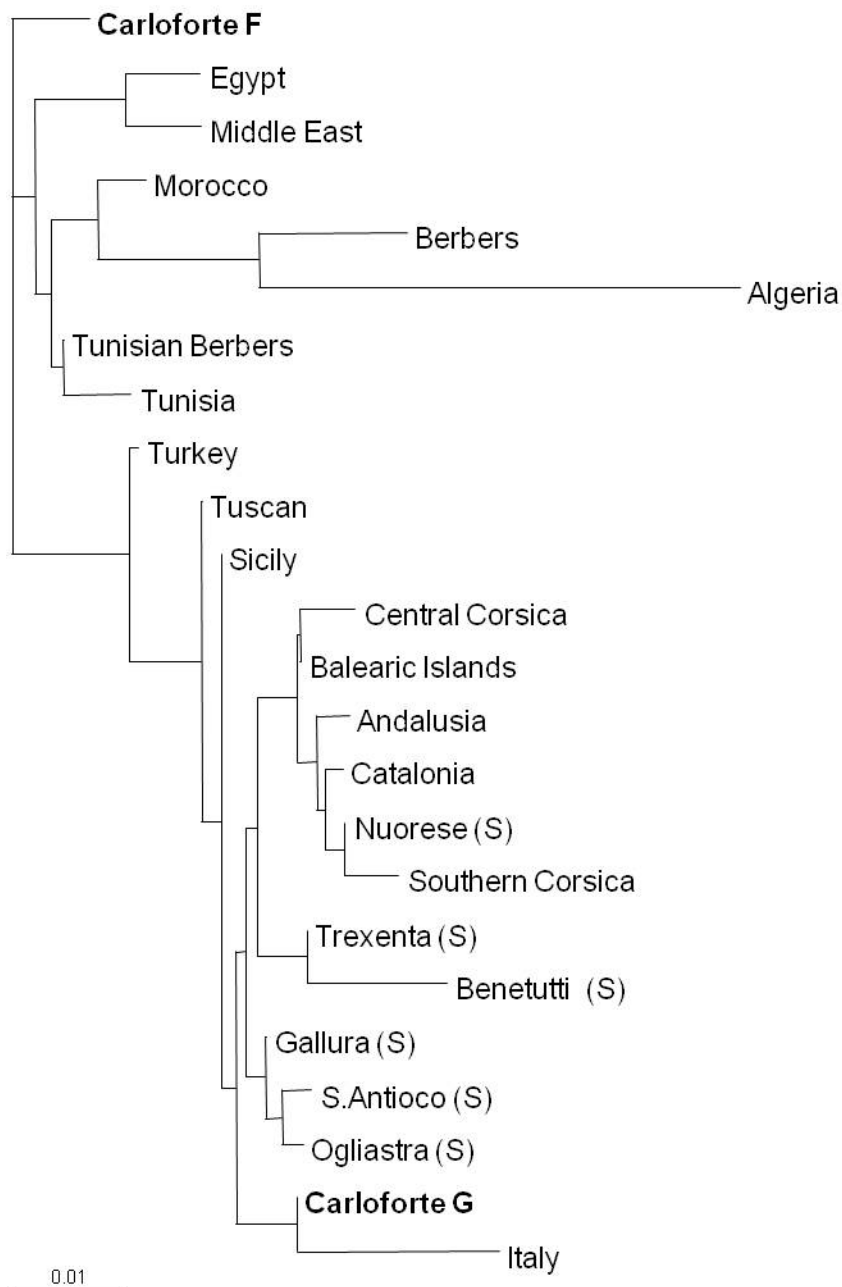 Carloforte F
Egypt
Middle East
Morocco
Berbers
Algeria
Tunisian Berbers
Tunisia
Turkey
Tuscan
Sicily
Central Corsica
Balearic Islands
Andalusia
Catalonia
Nuorese (S)
Southern Corsica
Trexenta (S)
Benetutti (S)
Gallura (S)
S.Antioco (S)
Ogliastra (S)
Carloforte G
Italy
0.01